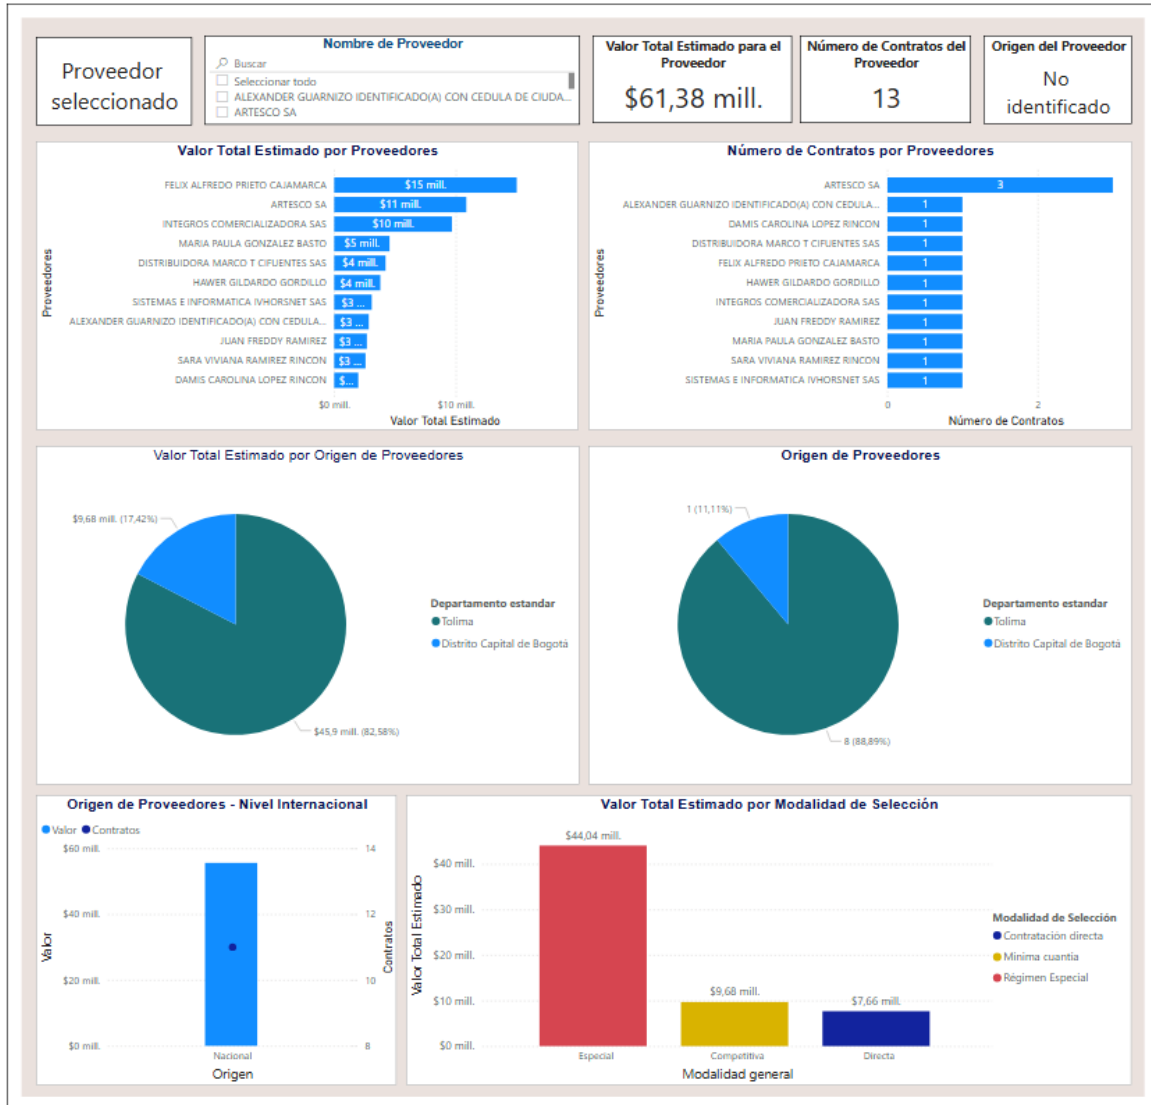 Proveedor
seleccionado
Nombre de Proveedor
Buscar
Seleccionar todo
ALEXANDER GUARNIZO IDENTIFICADO(A) CON CEDULA DE CIUDA...
ARTESCO SA
Valor Total Estimado para el
Proveedor
$61,38 mill.
Número de Contratos del
Proveedor
13
Origen del Proveedor
No
identificado
Valor Total Estimado por Proveedores
Proveedores
FELIX ALFREDO PRIETO CAJAMARCA $15 mill.
ARTESCO SA $11 mill.
INTEGROS COMERCIALIZADORA SAS $10 mill.
MARIA PAULA GONZALEZ BASTO $5 mill.
DISTRIBUIDORA MARCO T CIFUENTES SAS $4 mill.
HAWER GILDARDO GORDILLO $4 mill.
SISTEMAS E INFORMATICA IVHORSNET SAS $3 ...
ALEXANDER GUARNIZO IDENTIFICADO(A) CON CEDULA... $3 ...
JUAN FREDDY RAMIREZ $3 ...
SARA VIVIANA RAMIREZ RINCON $3 ...
DAMIS CAROLINA LOPEZ RINCON $...
$0 mill. $10 mill.
Valor Total Estimado
Número de Contratos por Proveedores
Proveedores
ARTESCO SA 3
ALEXANDER GUARNIZO IDENTIFICADO(A) CON CEDULA... 1
DAMIS CAROLINA LOPEZ RINCON 1
DISTRIBUIDORA MARCO T CIFUENTES SAS 1
FELIX ALFREDO PRIETO CAJAMARCA 1
HAWER GILDARDO GORDILLO 1
INTEGROS COMERCIALIZADORA SAS 1
JUAN FREDDY RAMIREZ 1
MARIA PAULA GONZALEZ BASTO 1
SARA VIVIANA RAMIREZ RINCON 1
SISTEMAS E INFORMATICA IVHORSNET SAS 1
0 2
Número de Contratos
Valor Total Estimado por Origen de Proveedores
$9,68 mill. (17,42%)
$45,9 mill. (82,58%)
Departamento estandar
Tolima
Distrito Capital de Bogotá
Origen de Proveedores
1 (11,11%)
8 (88,89%)
Departamento estandar
Tolima
Distrito Capital de Bogotá
Origen de Proveedores - Nivel Internacional
Valor Contratos
$60 mill. 14
$40 mill. 12
$20 mill. 10
$0 mill. 8
Valor
Contratos
Nacional
Origen
Valor Total Estimado por Modalidad de Selección
Valor Total Estimado
$40 mill.
$30 mill.
$20 mill.
$10 mill.
$0 mill.
$44,04 mill.
$9,68 mill.
$7,66 mill.
Especial Competitiva Directa
Modalidad general
Modalidad de Selección
Contratación directa
Mínima cuantía
Régimen Especial